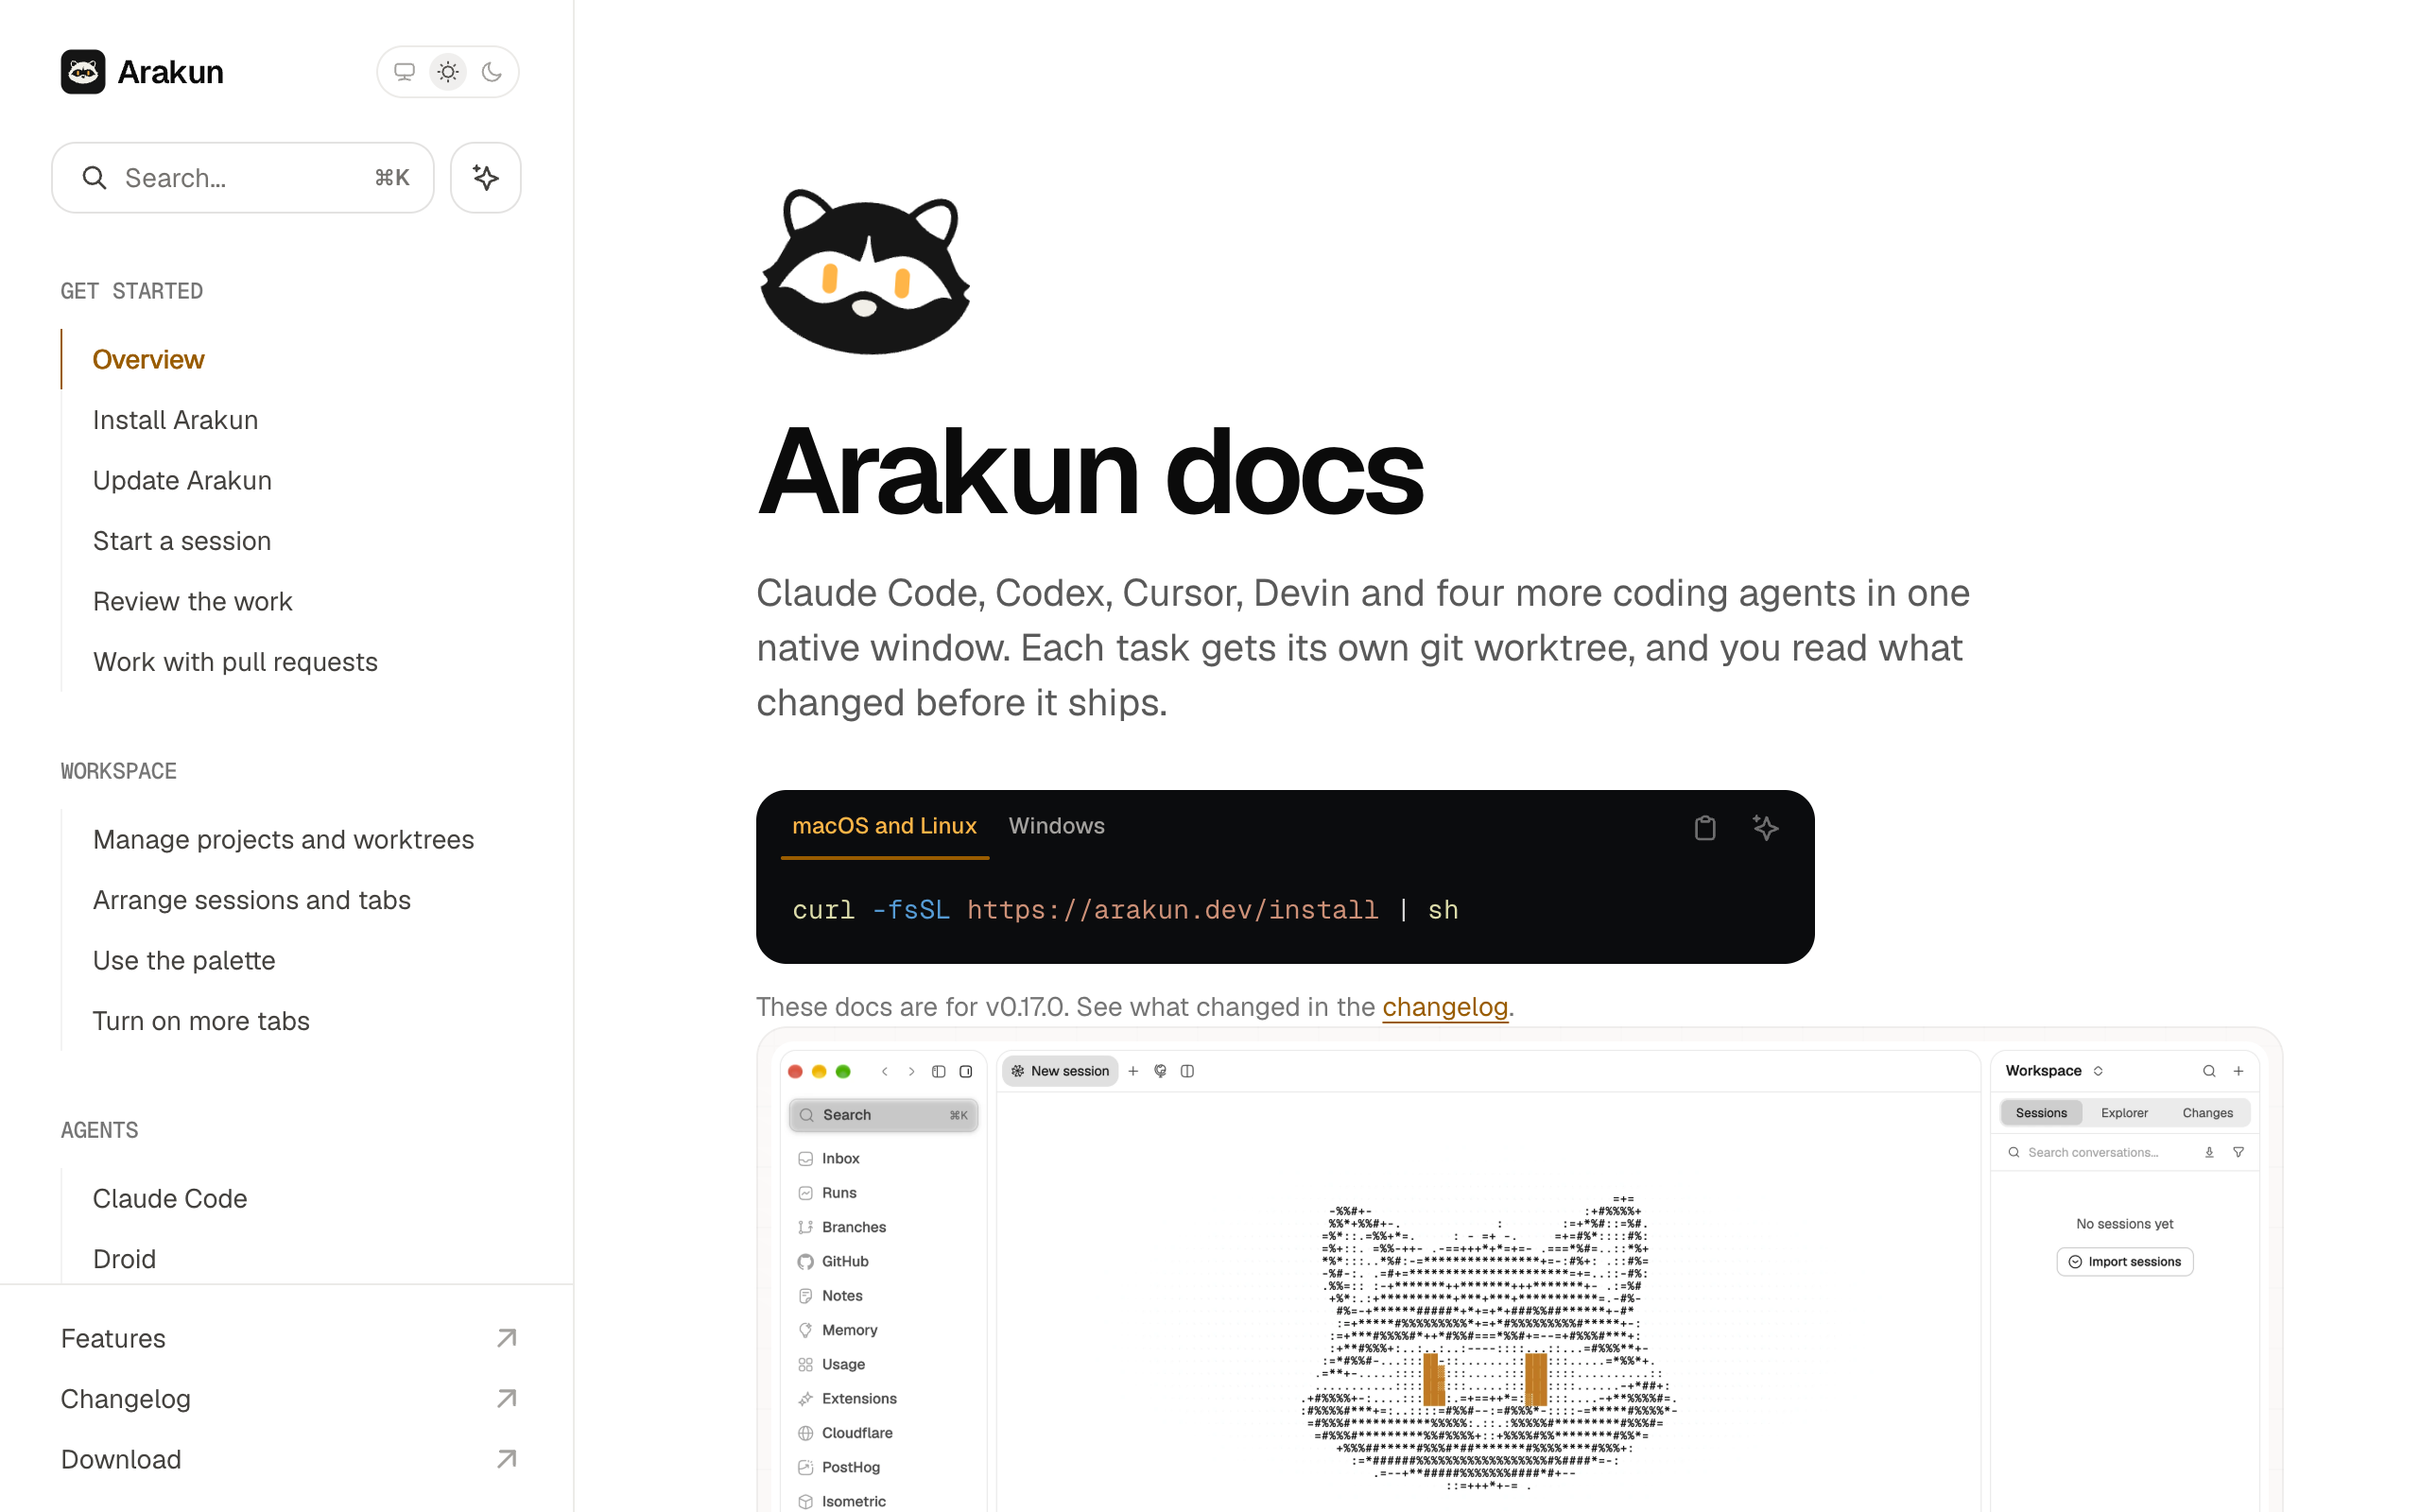 Arakun
Search...
⌘K
GET STARTED
Overview
Install Arakun
Update Arakun
Start a session
Review the work
Work with pull requests
WORKSPACE
Manage projects and worktrees
Arrange sessions and tabs
Use the palette
Turn on more tabs
AGENTS
Claude Code
Droid
Features
Changelog
Download
Arakun docs
Claude Code, Codex, Cursor, Devin and four more coding agents in one
native window. Each task gets its own git worktree, and you read what
changed before it ships.
macOS and Linux
Windows
curl -fsSL https://arakun.dev/install | sh
These docs are for v0.17.0. See what changed in the changelog.
New session
Search
⌘K
Inbox
Runs
Branches
GitHub
Notes
Memory
Usage
Extensions
Cloudflare
PostHog
Isometric
Workspace
Sessions
Explorer
Changes
Search conversations...
No sessions yet
Import sessions